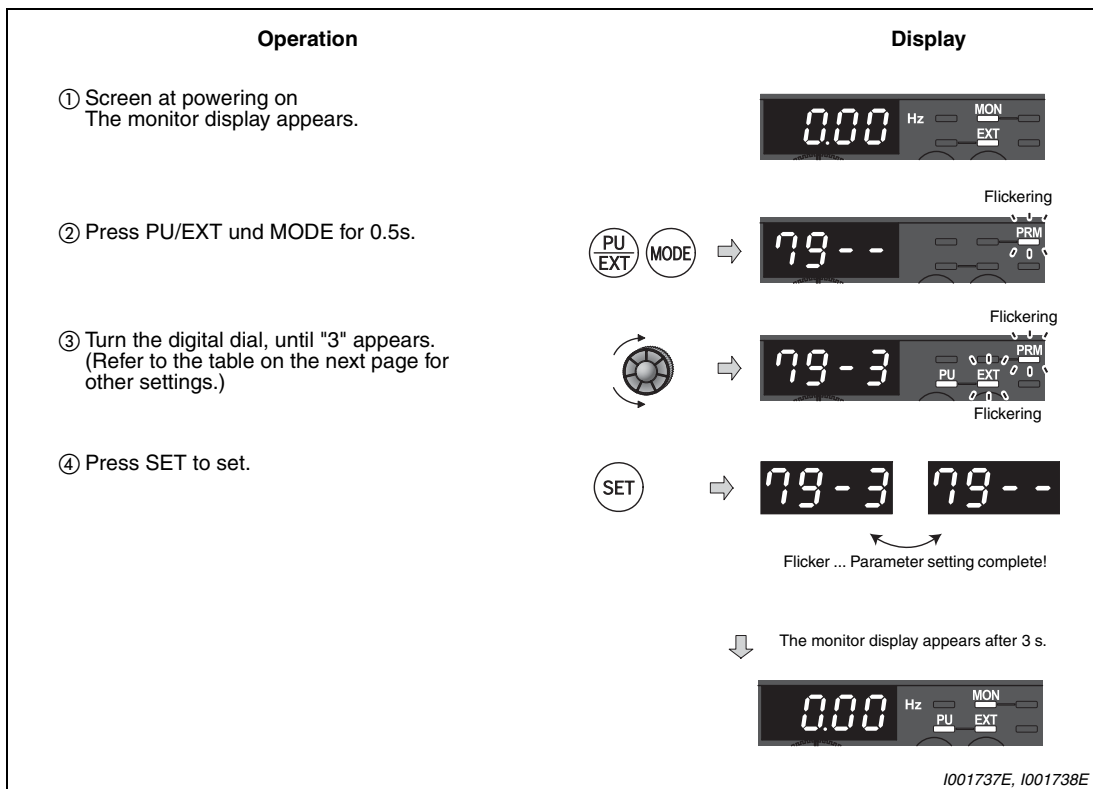 Operation
Display
① Screen at powering on
The monitor display appears.
0.00 Hz MON
EXT
② Press PU/EXT und MODE for 0.5s.
PU
EXT
MODE
Flickering
79-- PRM
③ Turn the digital dial, until "3" appears.
(Refer to the table on the next page for
other settings.)
Flickering
79-3 PRM
PU EXT
Flickering
④ Press SET to set.
SET
79-3 79--
Flicker ... Parameter setting complete!
The monitor display appears after 3 s.
0.00 Hz MON
PU EXT
I001737E, I001738E